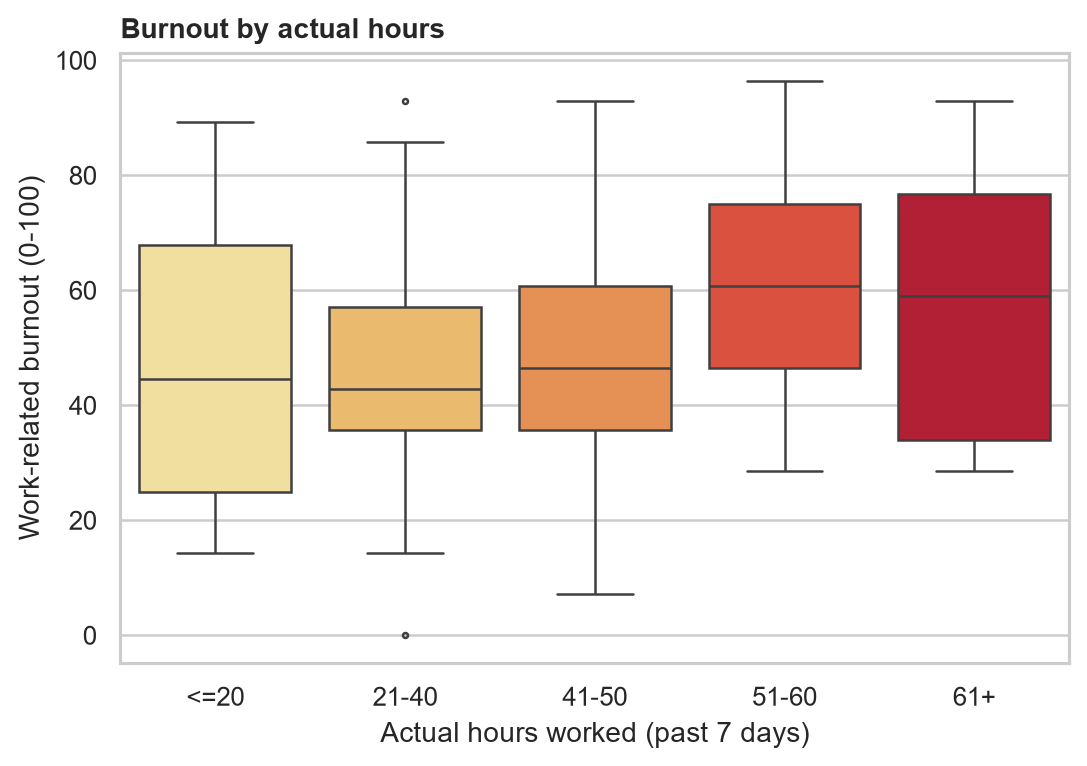 Burnout by actual hours
Work-related burnout (0-100)
100
80
60
40
20
0
<=20 21-40 41-50 51-60 61+
Actual hours worked (past 7 days)